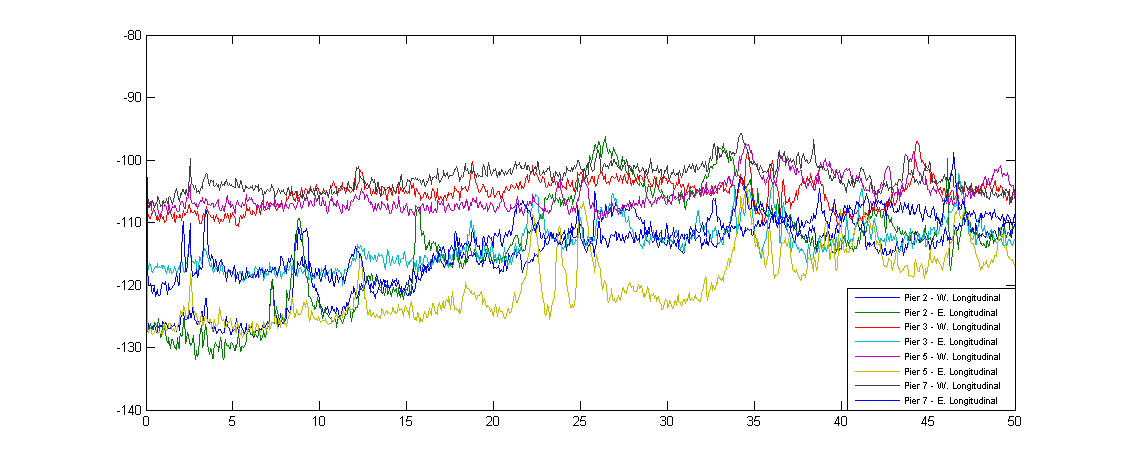 -80
-90
-100
-110
-120
-130
-140
0 5 10 15 20 25 30 35 40 45 50
Pier 2 - W. Longitudinal
Pier 2 - E. Longitudinal
Pier 3 - W. Longitudinal
Pier 3 - E. Longitudinal
Pier 5 - W. Longitudinal
Pier 5 - E. Longitudinal
Pier 7 - W. Longitudinal
Pier 7 - E. Longitudinal